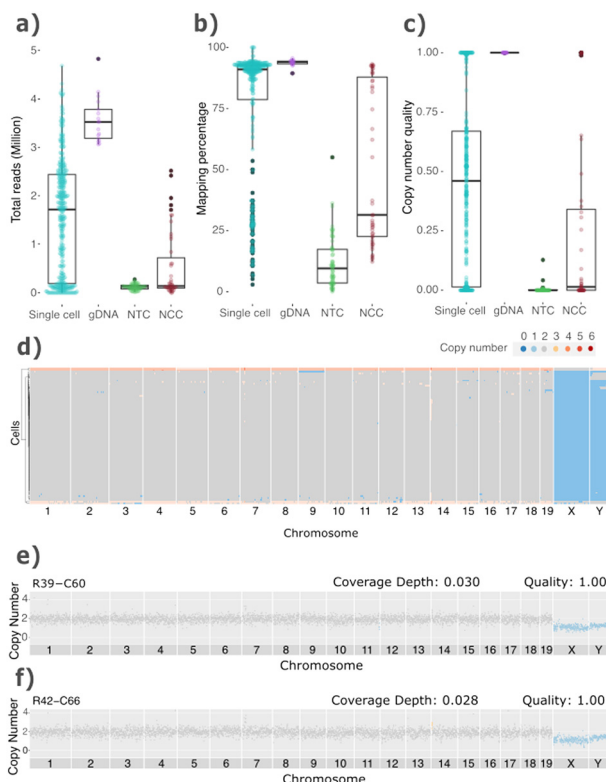 a)
b)
c)
Total reads (Million)
5
4
3
2
1
0
Single cell gDNA NTC NCC
Mapping percentage
100
75
50
25
0
Single cell gDNA NTC NCC
Copy number quality
1.00
0.75
0.50
0.25
0.00
Single cell gDNA NTC NCC
Copy number 0 1 2 3 4 5 6
d)
Cells
1 2 3 4 5 6 7 8 9 10 11 12 13 14 15 16 17 18 19 X Y
Chromosome
e)
R39-C60 Coverage Depth: 0.030 Quality: 1.00
Copy Number
4
2
0
1 2 3 4 5 6 7 8 9 10 11 12 13 14 15 16 17 18 19 X Y
Chromosome
f)
R42-C66 Coverage Depth: 0.028 Quality: 1.00
Copy Number
4
2
0
1 2 3 4 5 6 7 8 9 10 11 12 13 14 15 16 17 18 19 X Y
Chromosome